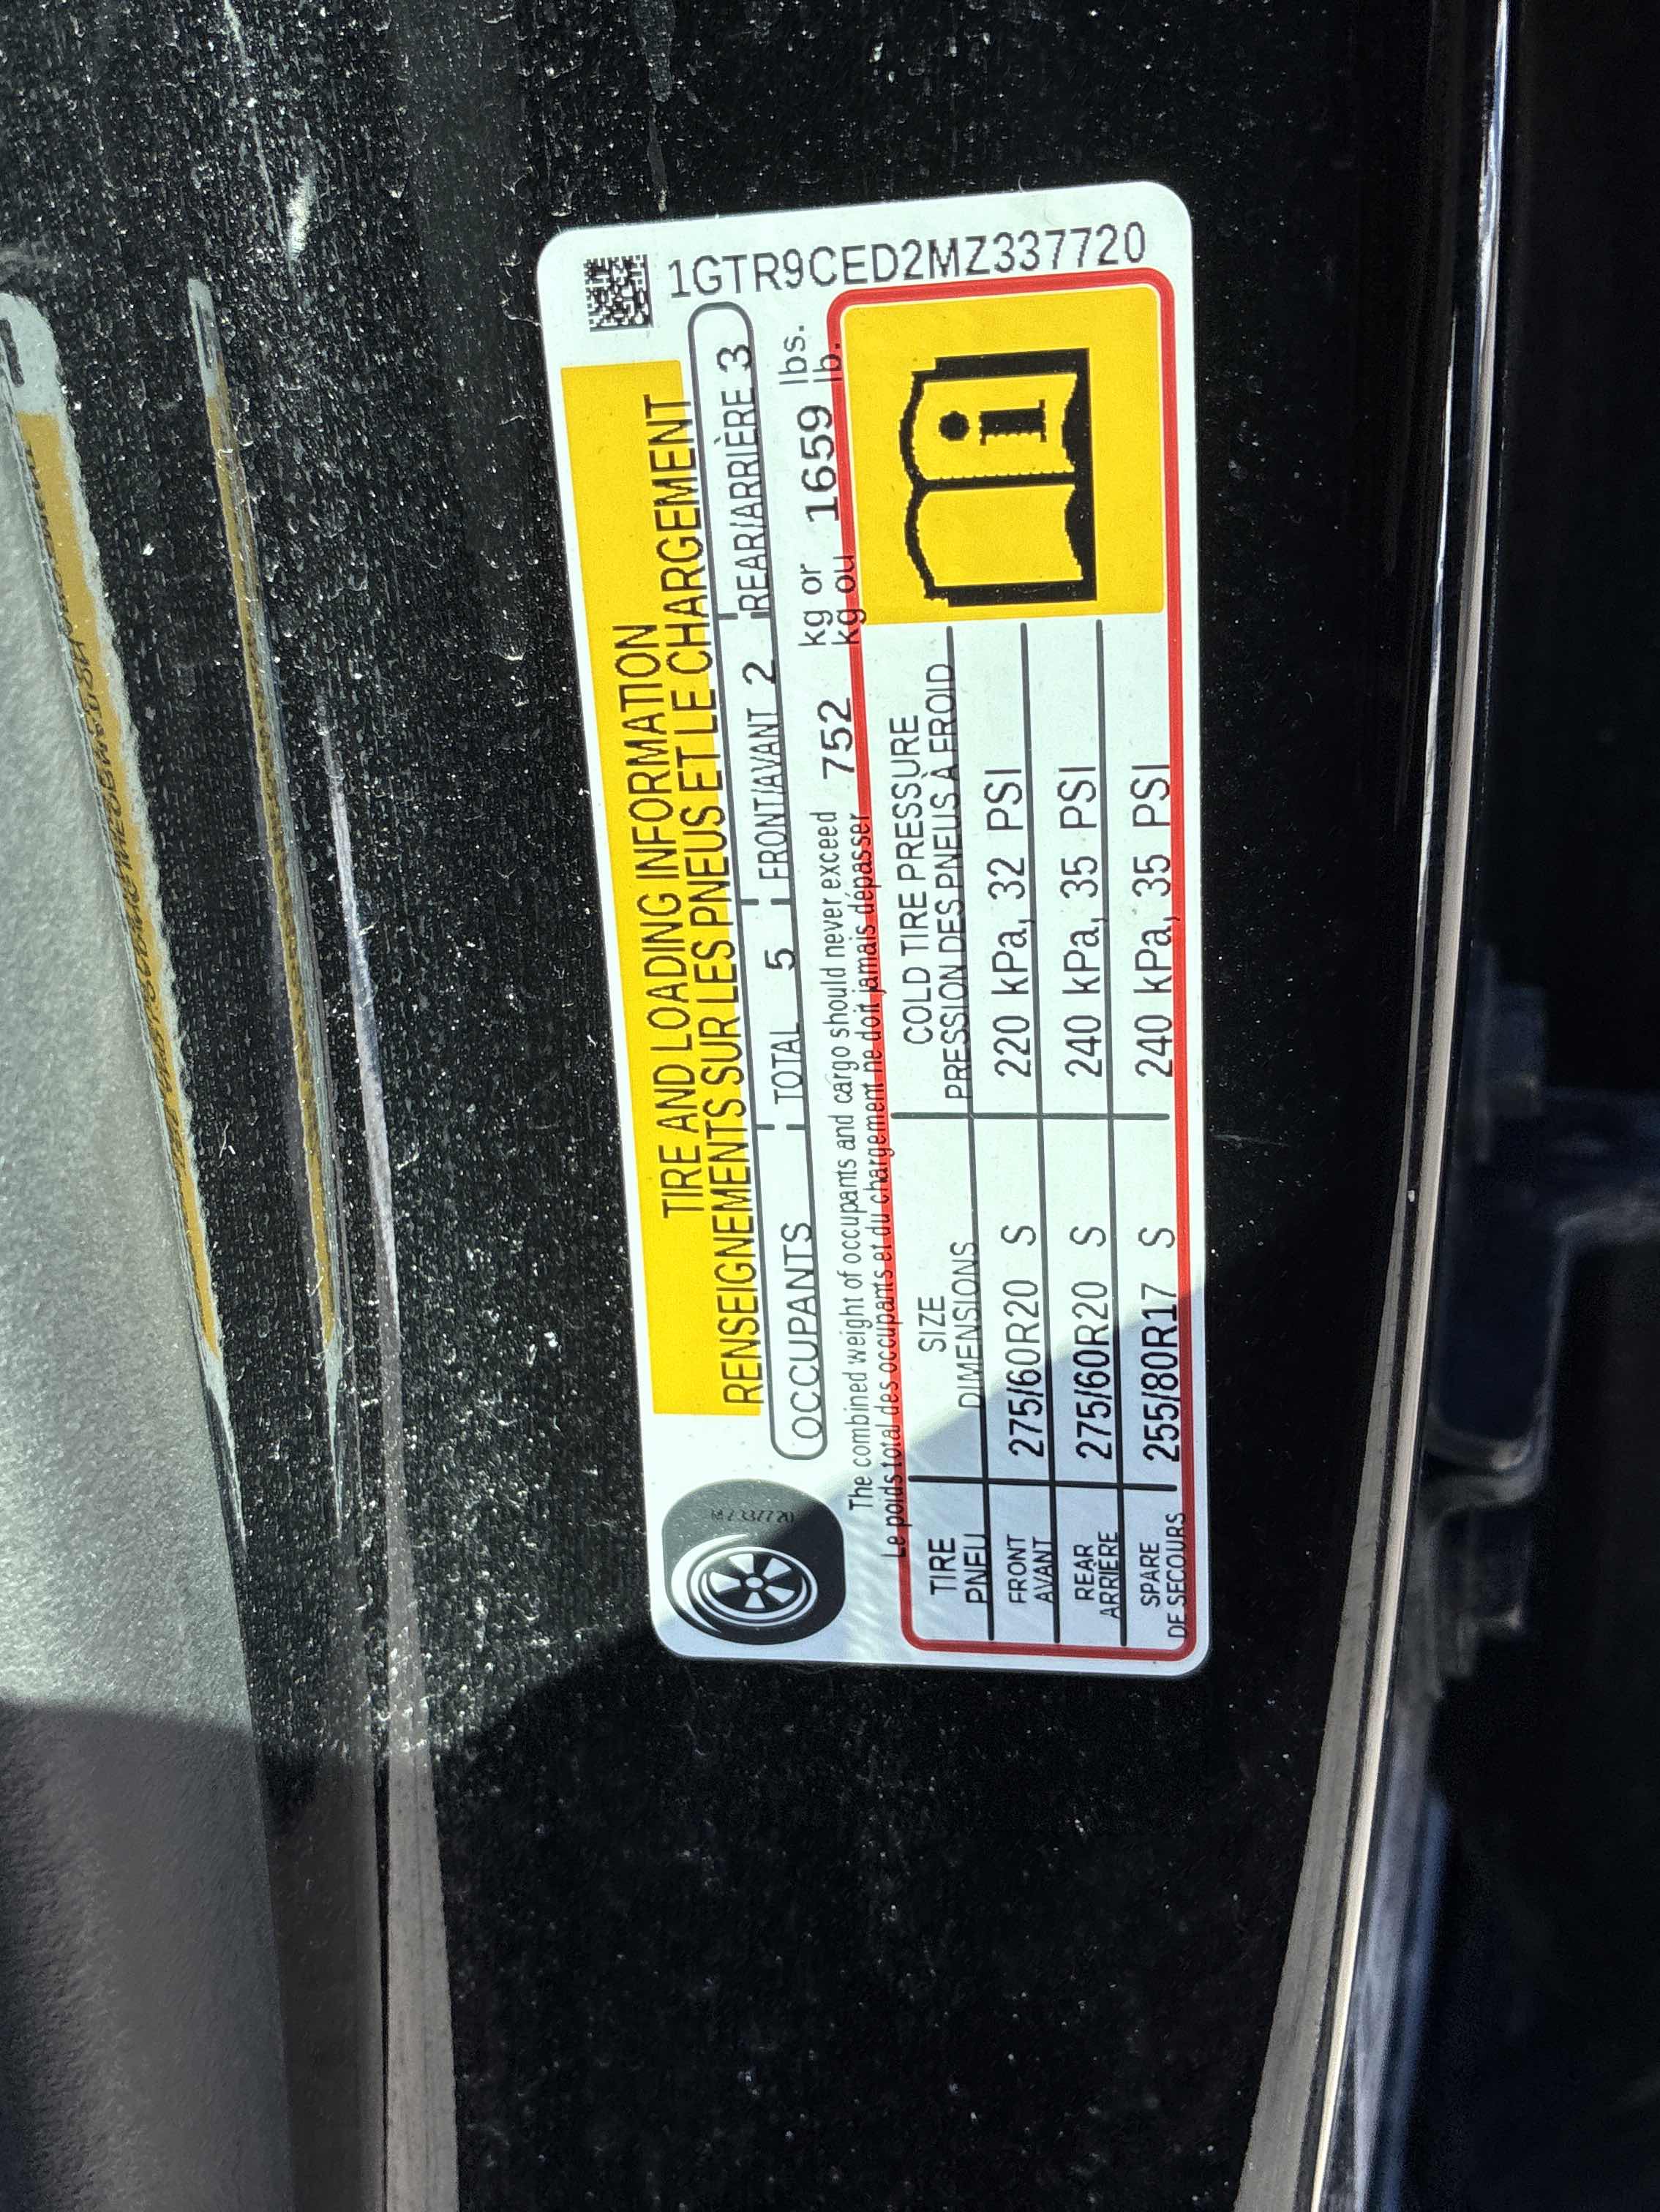 1GTR9CED2MZ337720
TIRE AND LOADING INFORMATION
RENSEIGNEMENTS SUR LES PNEUS ET LE CHARGEMENT
OCCUPANTS TOTAL 5 FRONT/AVANT 2 REAR/ARRIÈRE 3
The combined weight of occupants and cargo should never exceed 752 kg or 1659 lbs.
Le poids total des occupants et du chargement ne doit jamais dépasser kg ou lb.
TIRE SIZE COLD TIRE PRESSURE
PNEU DIMENSIONS PRESSION DES PNEUS À FROID
FRONT
AVANT 275/60R20 S 220 kPa, 32 PSI
REAR
ARRIÈRE 275/60R20 S 240 kPa, 35 PSI
SPARE
DE SECOURS 255/80R17 S 240 kPa, 35 PSI
i